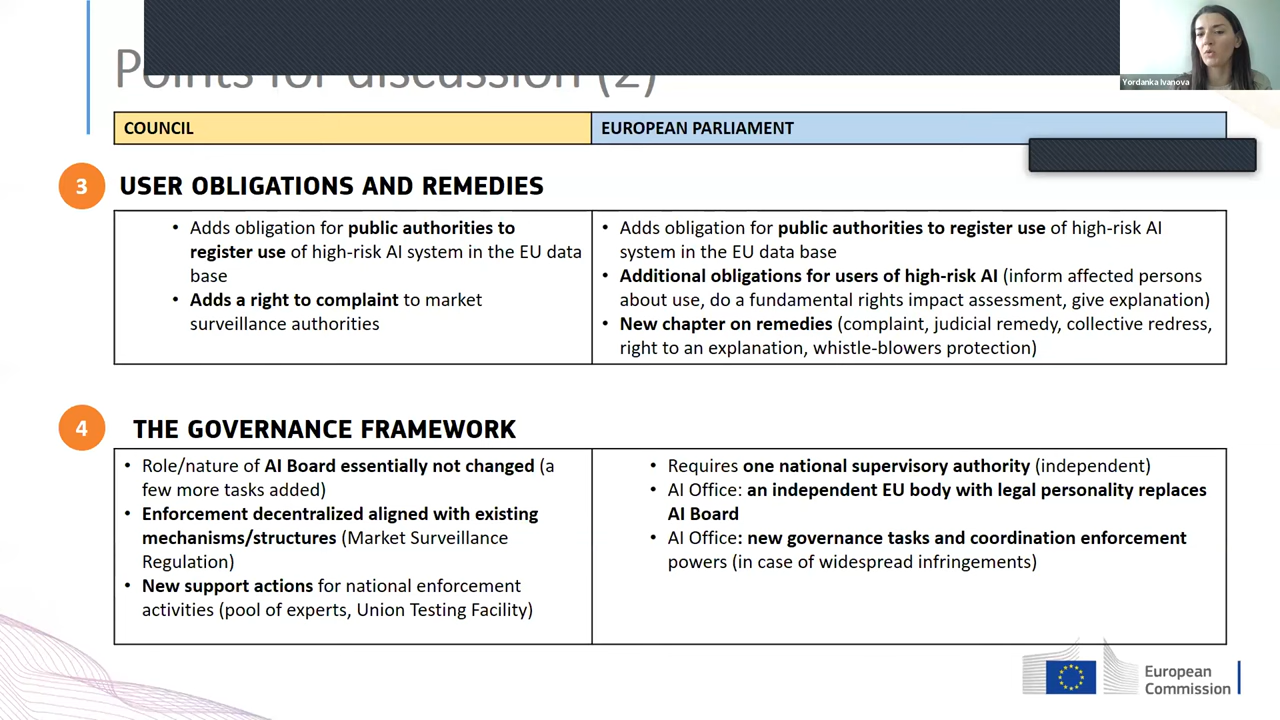 Points for discussion (2)
Yordanka Ivanova
COUNCIL
EUROPEAN PARLIAMENT
3
USER OBLIGATIONS AND REMEDIES
• Adds obligation for public authorities to
register use of high-risk AI system in the EU data
base
• Adds a right to complaint to market
surveillance authorities
• Adds obligation for public authorities to register use of high-risk AI
system in the EU data base
• Additional obligations for users of high-risk AI (inform affected persons
about use, do a fundamental rights impact assessment, give explanation)
• New chapter on remedies (complaint, judicial remedy, collective redress,
right to an explanation, whistle-blowers protection)
4
THE GOVERNANCE FRAMEWORK
• Role/nature of AI Board essentially not changed (a
few more tasks added)
• Enforcement decentralized aligned with existing
mechanisms/structures (Market Surveillance
Regulation)
• New support actions for national enforcement
activities (pool of experts, Union Testing Facility)
• Requires one national supervisory authority (independent)
• AI Office: an independent EU body with legal personality replaces
AI Board
• AI Office: new governance tasks and coordination enforcement
powers (in case of widespread infringements)
European
Commission